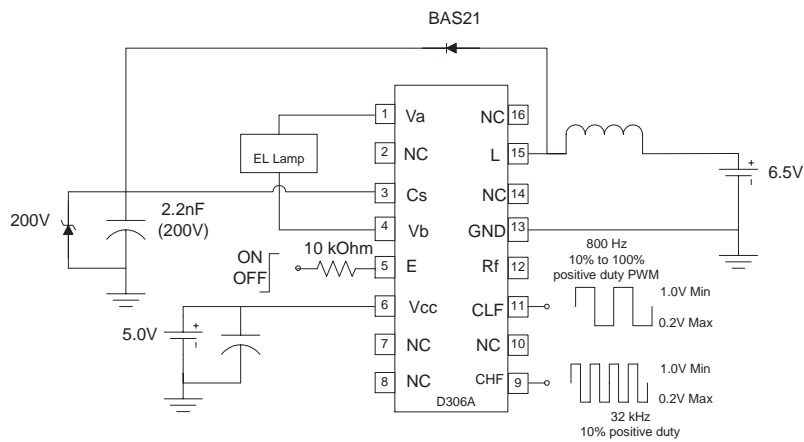 BAS21
1
Va
NC
16
EL Lamp
2
NC
L
15
6.5V
+
3
Cs
NC
14
200V
2.2nF
(200V)
4
Vb
GND
13
ON
OFF
10 kOhm
5
E
Rf
12
800 Hz
10% to 100%
positive duty PWM
1.0V Min
0.2V Max
6
Vcc
CLF
11
5.0V
+
7
NC
NC
10
8
NC
CHF
9
D306A
1.0V Min
0.2V Max
32 kHz
10% positive duty